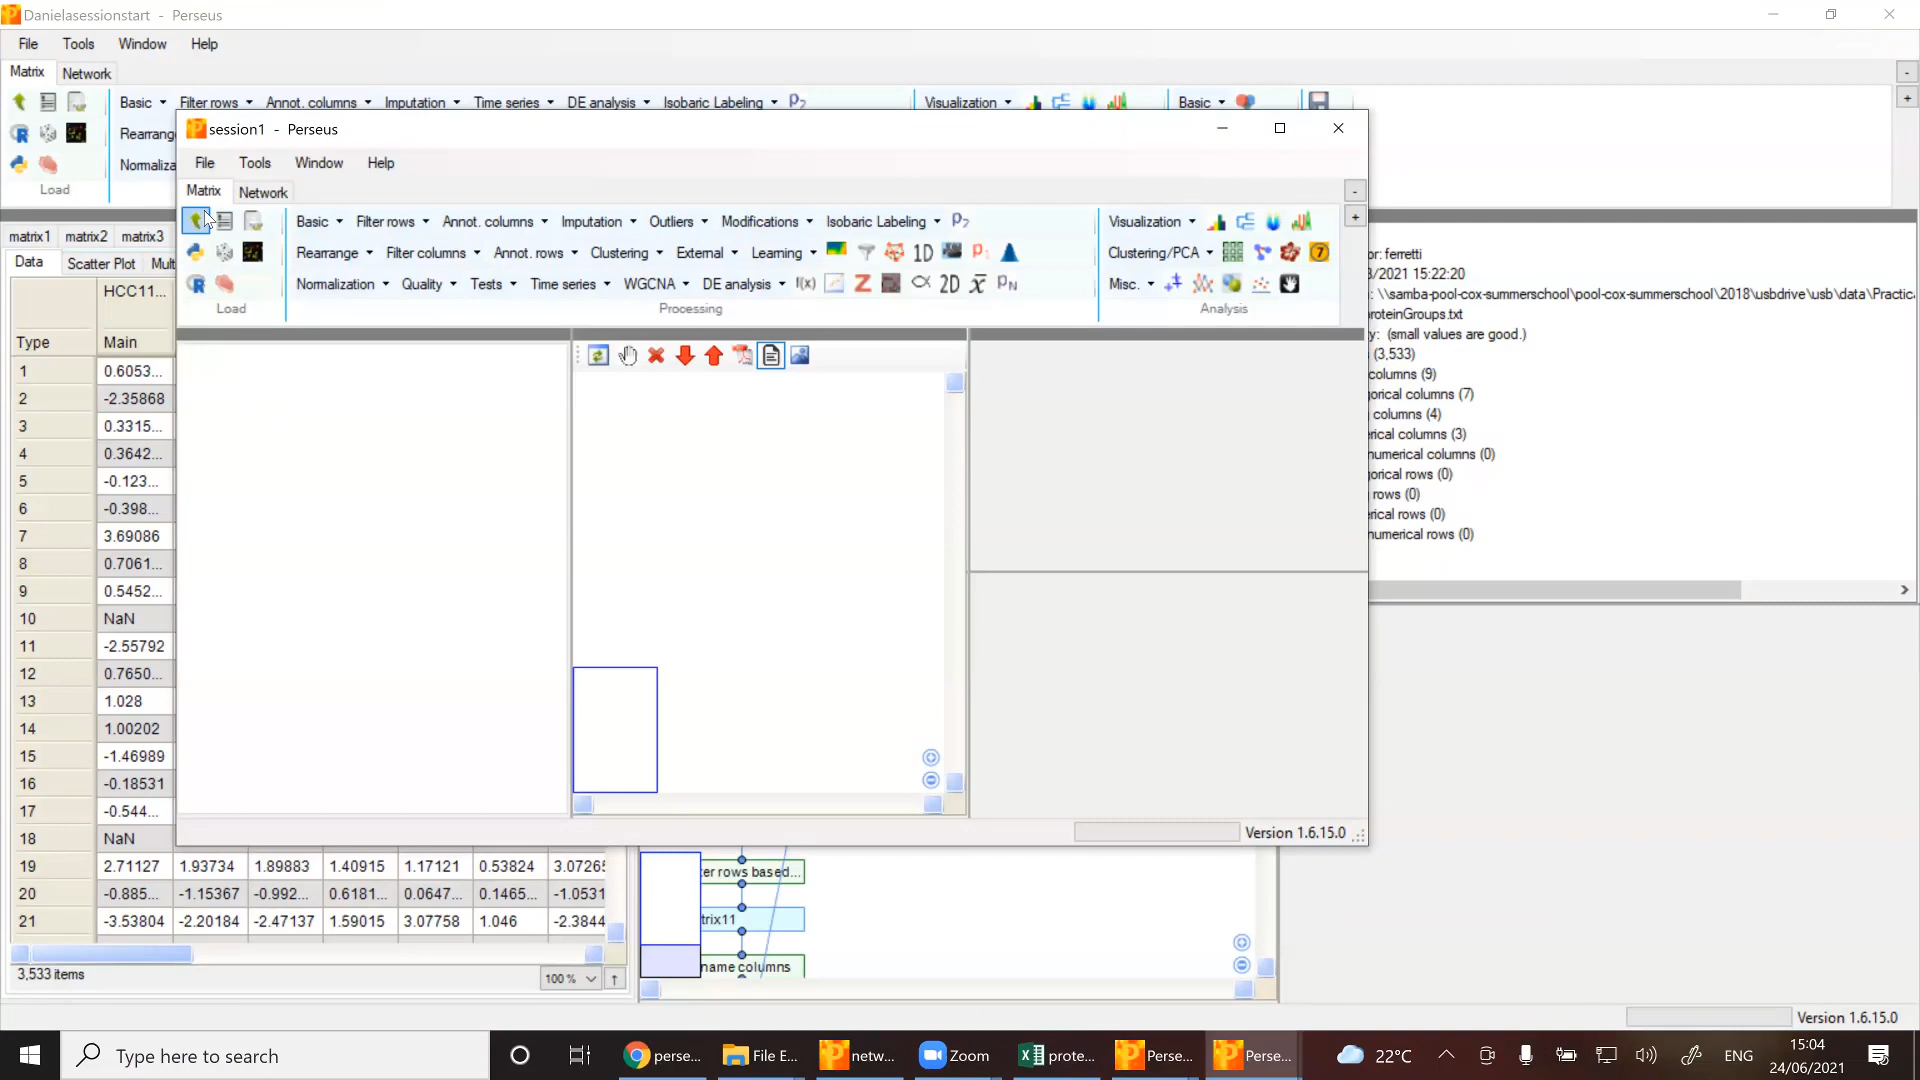 Danielasessionstart - Perseus
File Tools Window Help
Matrix Network
Basic Filter rows Annot. columns Imputation Time series DE analysis Isobaric Labeling p₂ Visualization Basic
Load
session1 - Perseus
File Tools Window Help
Matrix Network
Basic Filter rows Annot. columns Imputation Outliers Modifications Isobaric Labeling p₂ Visualization
Rearrange Filter columns Annot. rows Clustering External Learning 1D p₁ Clustering/PCA 7
Normalization Quality Tests Time series WGCNA DE analysis f(x) Z 2D x̄ pN Misc.
Load Processing Analysis
matrix1 matrix2 matrix3
Data Scatter Plot
HCC11...
Type Main
1 0.6053...
2 -2.35868
3 0.3315...
4 0.3642...
5 -0.123...
6 -0.398...
7 3.69086
8 0.7061...
9 0.5452...
10 NaN
11 -2.55792
12 0.7650...
13 1.028
14 1.00202
15 -1.46989
16 -0.18531
17 -0.544...
18 NaN
19 2.71127 1.93734 1.89883 1.40915 1.17121 0.53824 3.0726
20 -0.885... -1.15367 -0.992... 0.6181... 0.0647... 0.1465... -1.0531
21 -3.53804 -2.20184 -2.47137 1.59015 3.07758 1.046 -2.3844
3,533 items 100 %
or: ferretti
/2021 15:22:20
: \\samba-pool-cox-summerschool\pool-cox-summerschool\2018\usbdrive\usb\data\Practic
roteinGroups.txt
y: (small values are good.)
(3,533)
columns (9)
orical columns (7)
columns (4)
rical columns (3)
numerical columns (0)
gorical rows (0)
rows (0)
erical rows (0)
numerical rows (0)
Version 1.6.15.0
er rows based...
trix11
name columns
Version 1.6.15.0
Type here to search perse... File E... netw... Zoom prote... Perse... Perse... 22°C ENG
15:04
24/06/2021